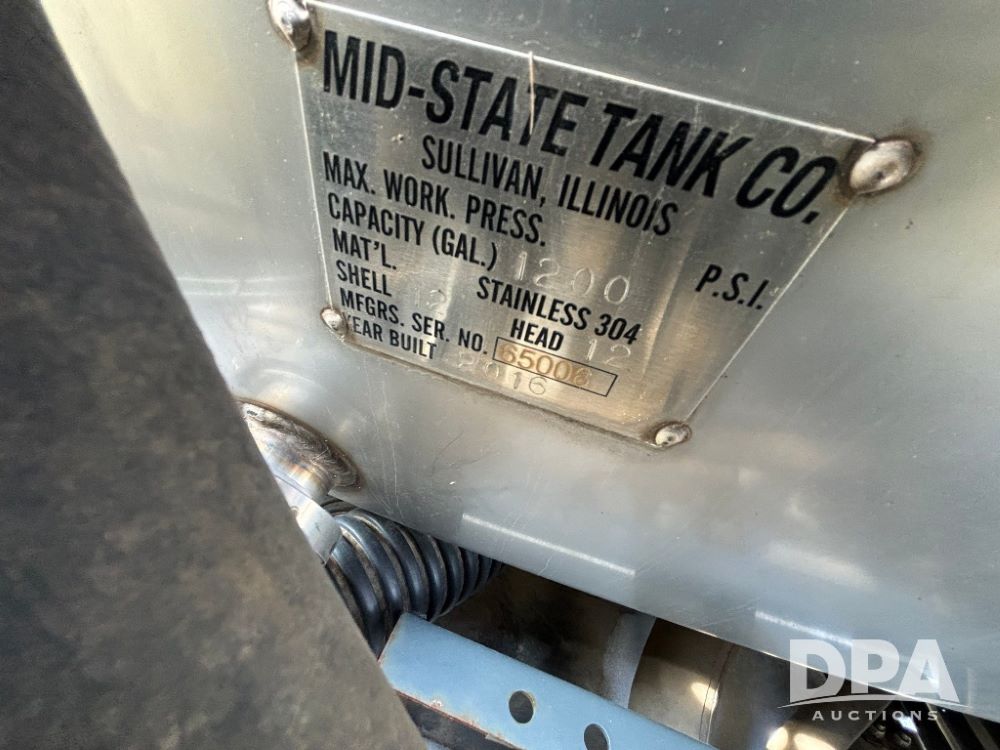 MID-STATE TANK CO.
SULLIVAN, ILLINOIS
MAX. WORK. PRESS. P.S.I.
CAPACITY (GAL.) 1200
MAT'L. STAINLESS 304
SHELL 12 HEAD 12
MFGRS. SER. NO. 65006
YEAR BUILT 2016
DPA
AUCTIONS